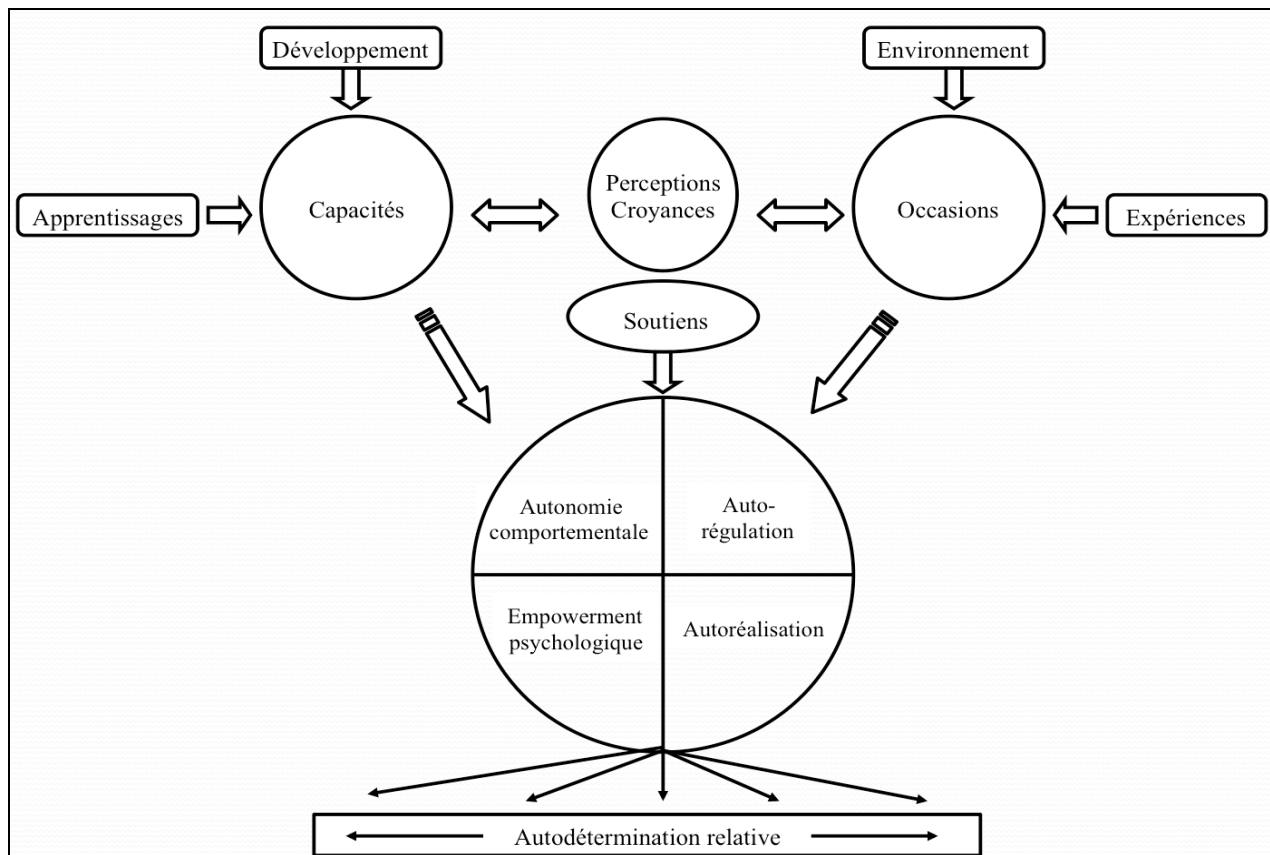 Développement
Environnement
Perceptions
Croyances
Apprentissages
Capacités
Occasions
Expériences
Soutiens
Autonomie
comportementale
Auto-
régulation
Empowerment
psychologique
Autoréalisation
Autodétermination relative